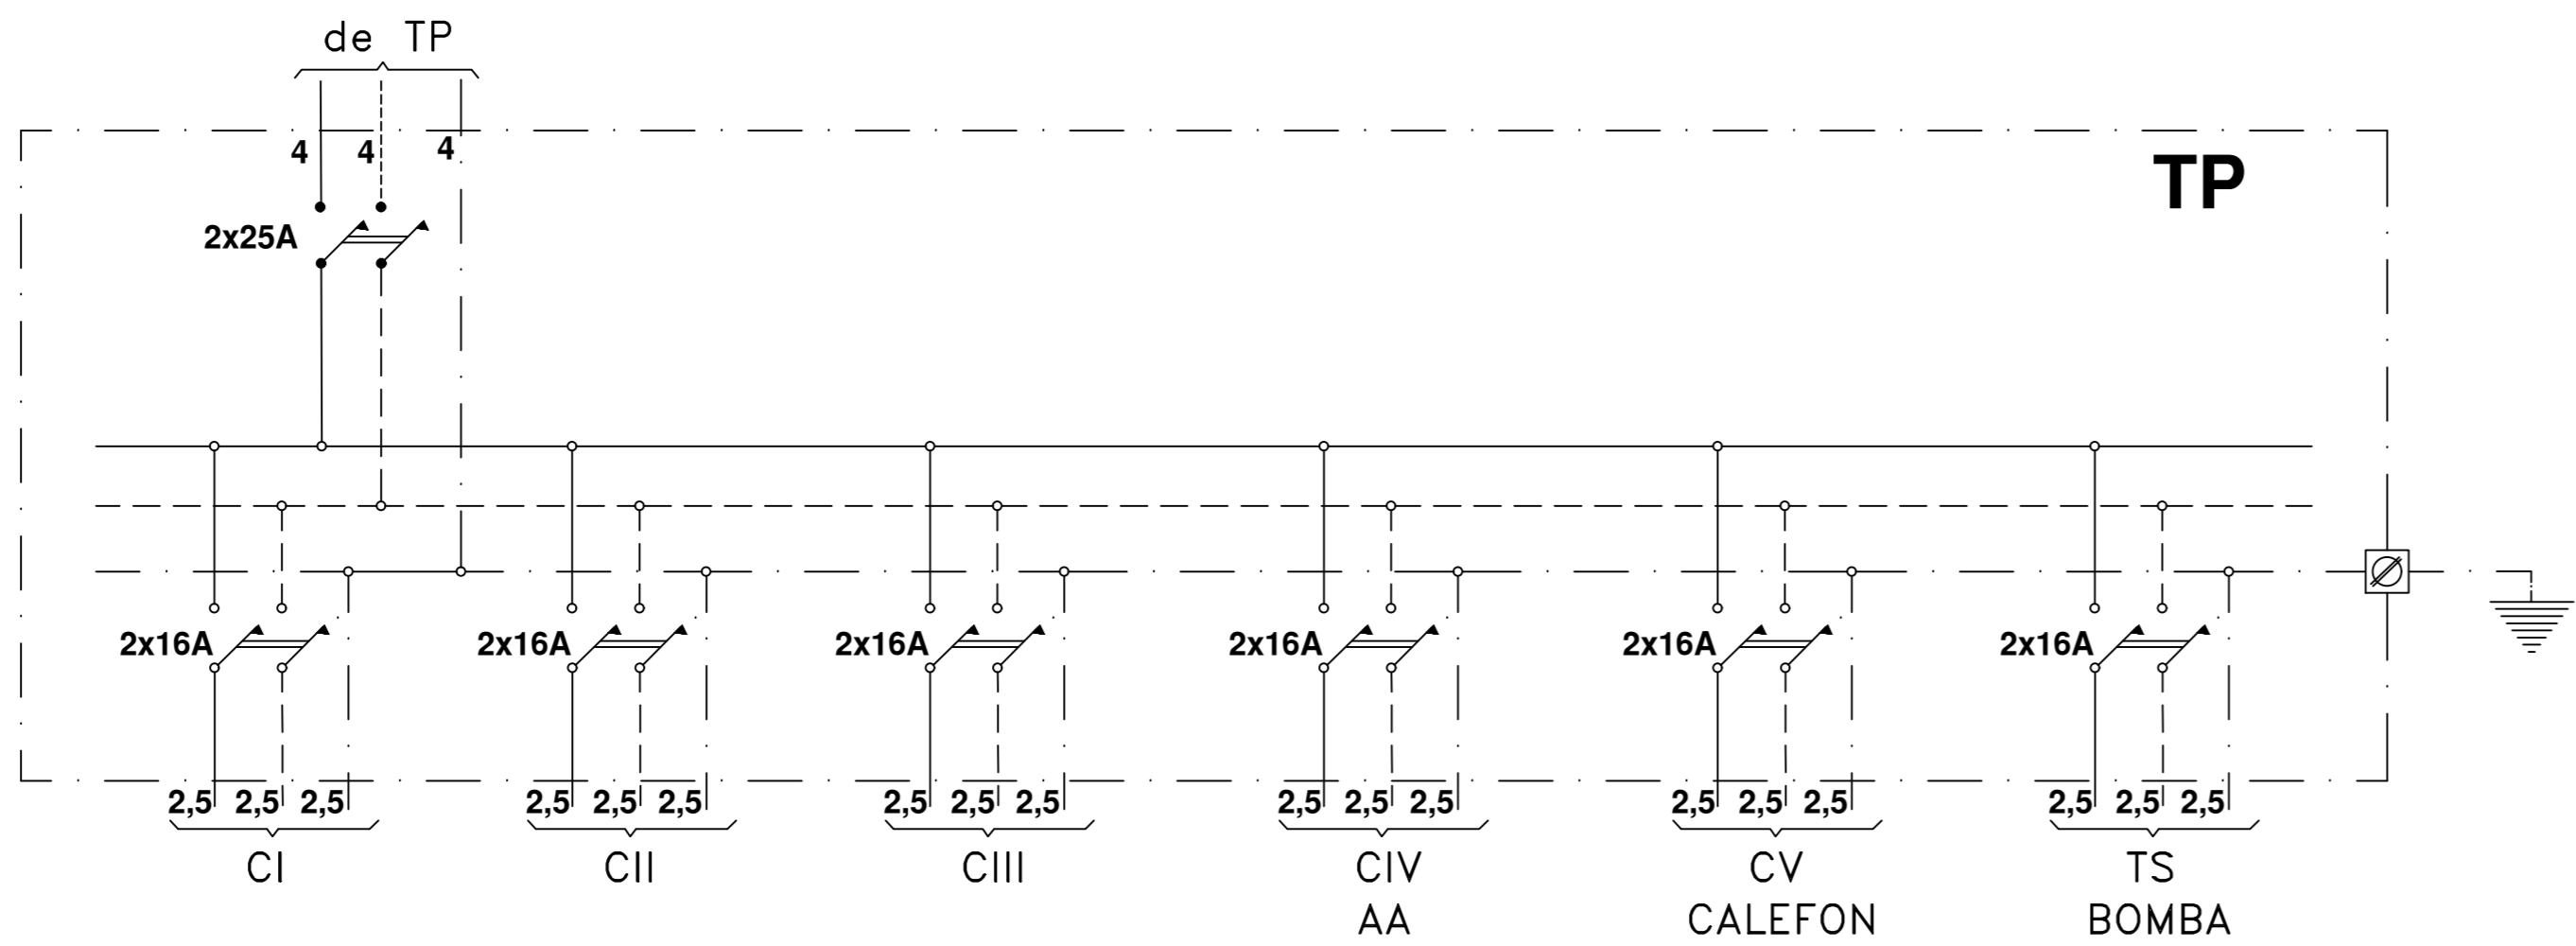 de TP
4 4 4
TP
2x25A
2x16A 2x16A 2x16A 2x16A 2x16A 2x16A
2,5 2,5 2,5 2,5 2,5 2,5 2,5 2,5 2,5 2,5 2,5 2,5 2,5 2,5 2,5 2,5 2,5 2,5
CI CII CIII CIV CV TS
AA CALEFON BOMBA